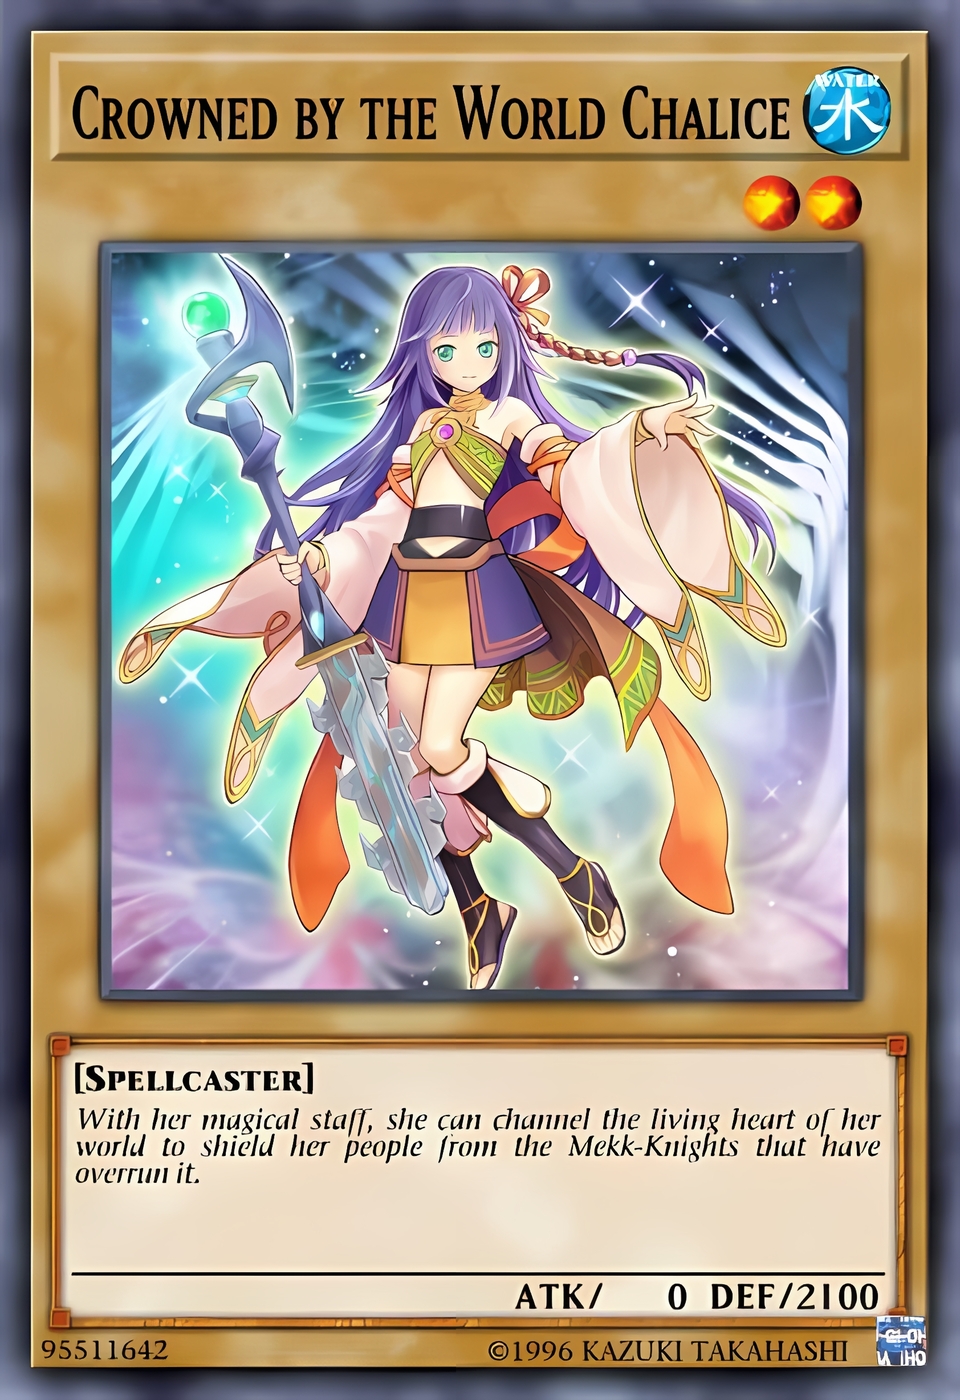 CROWNED BY THE WORLD CHALICE
WATER
水
[SPELLCASTER]
With her magical staff, she can channel the living heart of her
world to shield her people from the Mekk-Knights that have
overrun it.
ATK/ 0 DEF/2100
95511642
©1996 KAZUKI TAKAHASHI